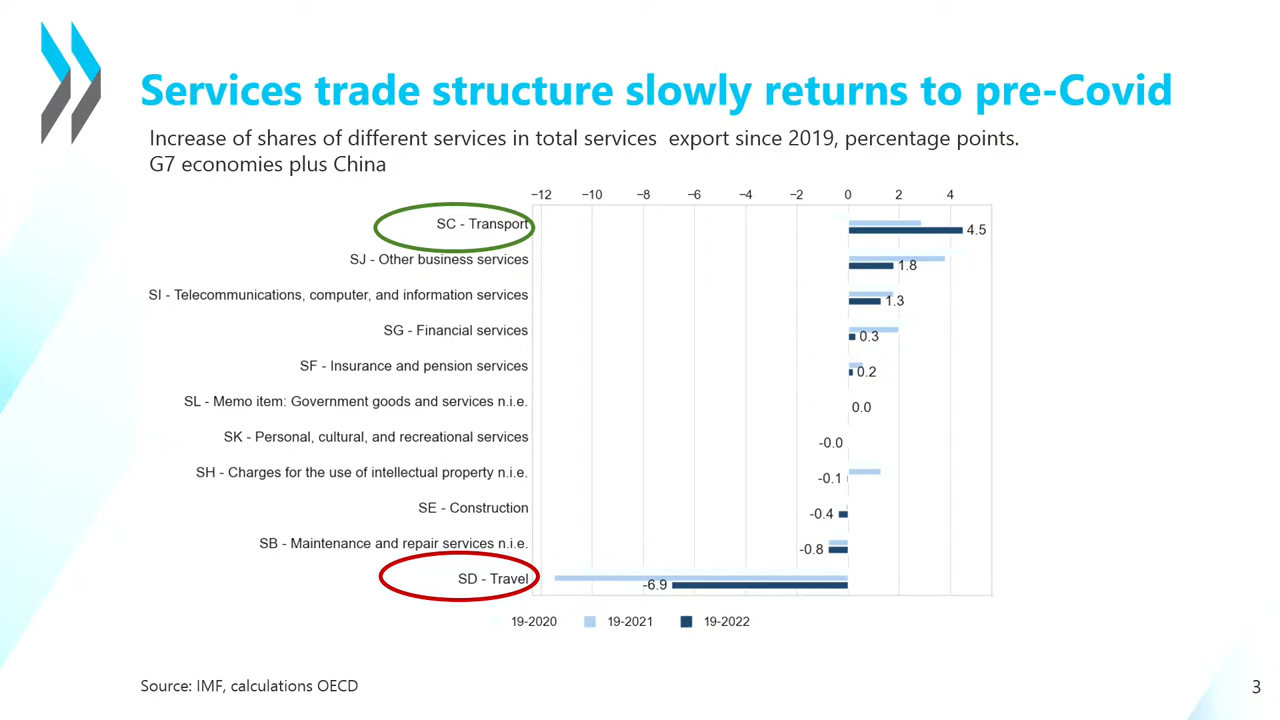 Services trade structure slowly returns to pre-Covid
Increase of shares of different services in total services export since 2019, percentage points.
G7 economies plus China
−12 −10 −8 −6 −4 −2 0 2 4
SC - Transport 4.5
SJ - Other business services 1.8
SI - Telecommunications, computer, and information services 1.3
SG - Financial services 0.3
SF - Insurance and pension services 0.2
SL - Memo item: Government goods and services n.i.e. 0.0
SK - Personal, cultural, and recreational services -0.0
SH - Charges for the use of intellectual property n.i.e. -0.1
SE - Construction -0.4
SB - Maintenance and repair services n.i.e. -0.8
SD - Travel -6.9
19-2020 19-2021 19-2022
Source: IMF, calculations OECD
3